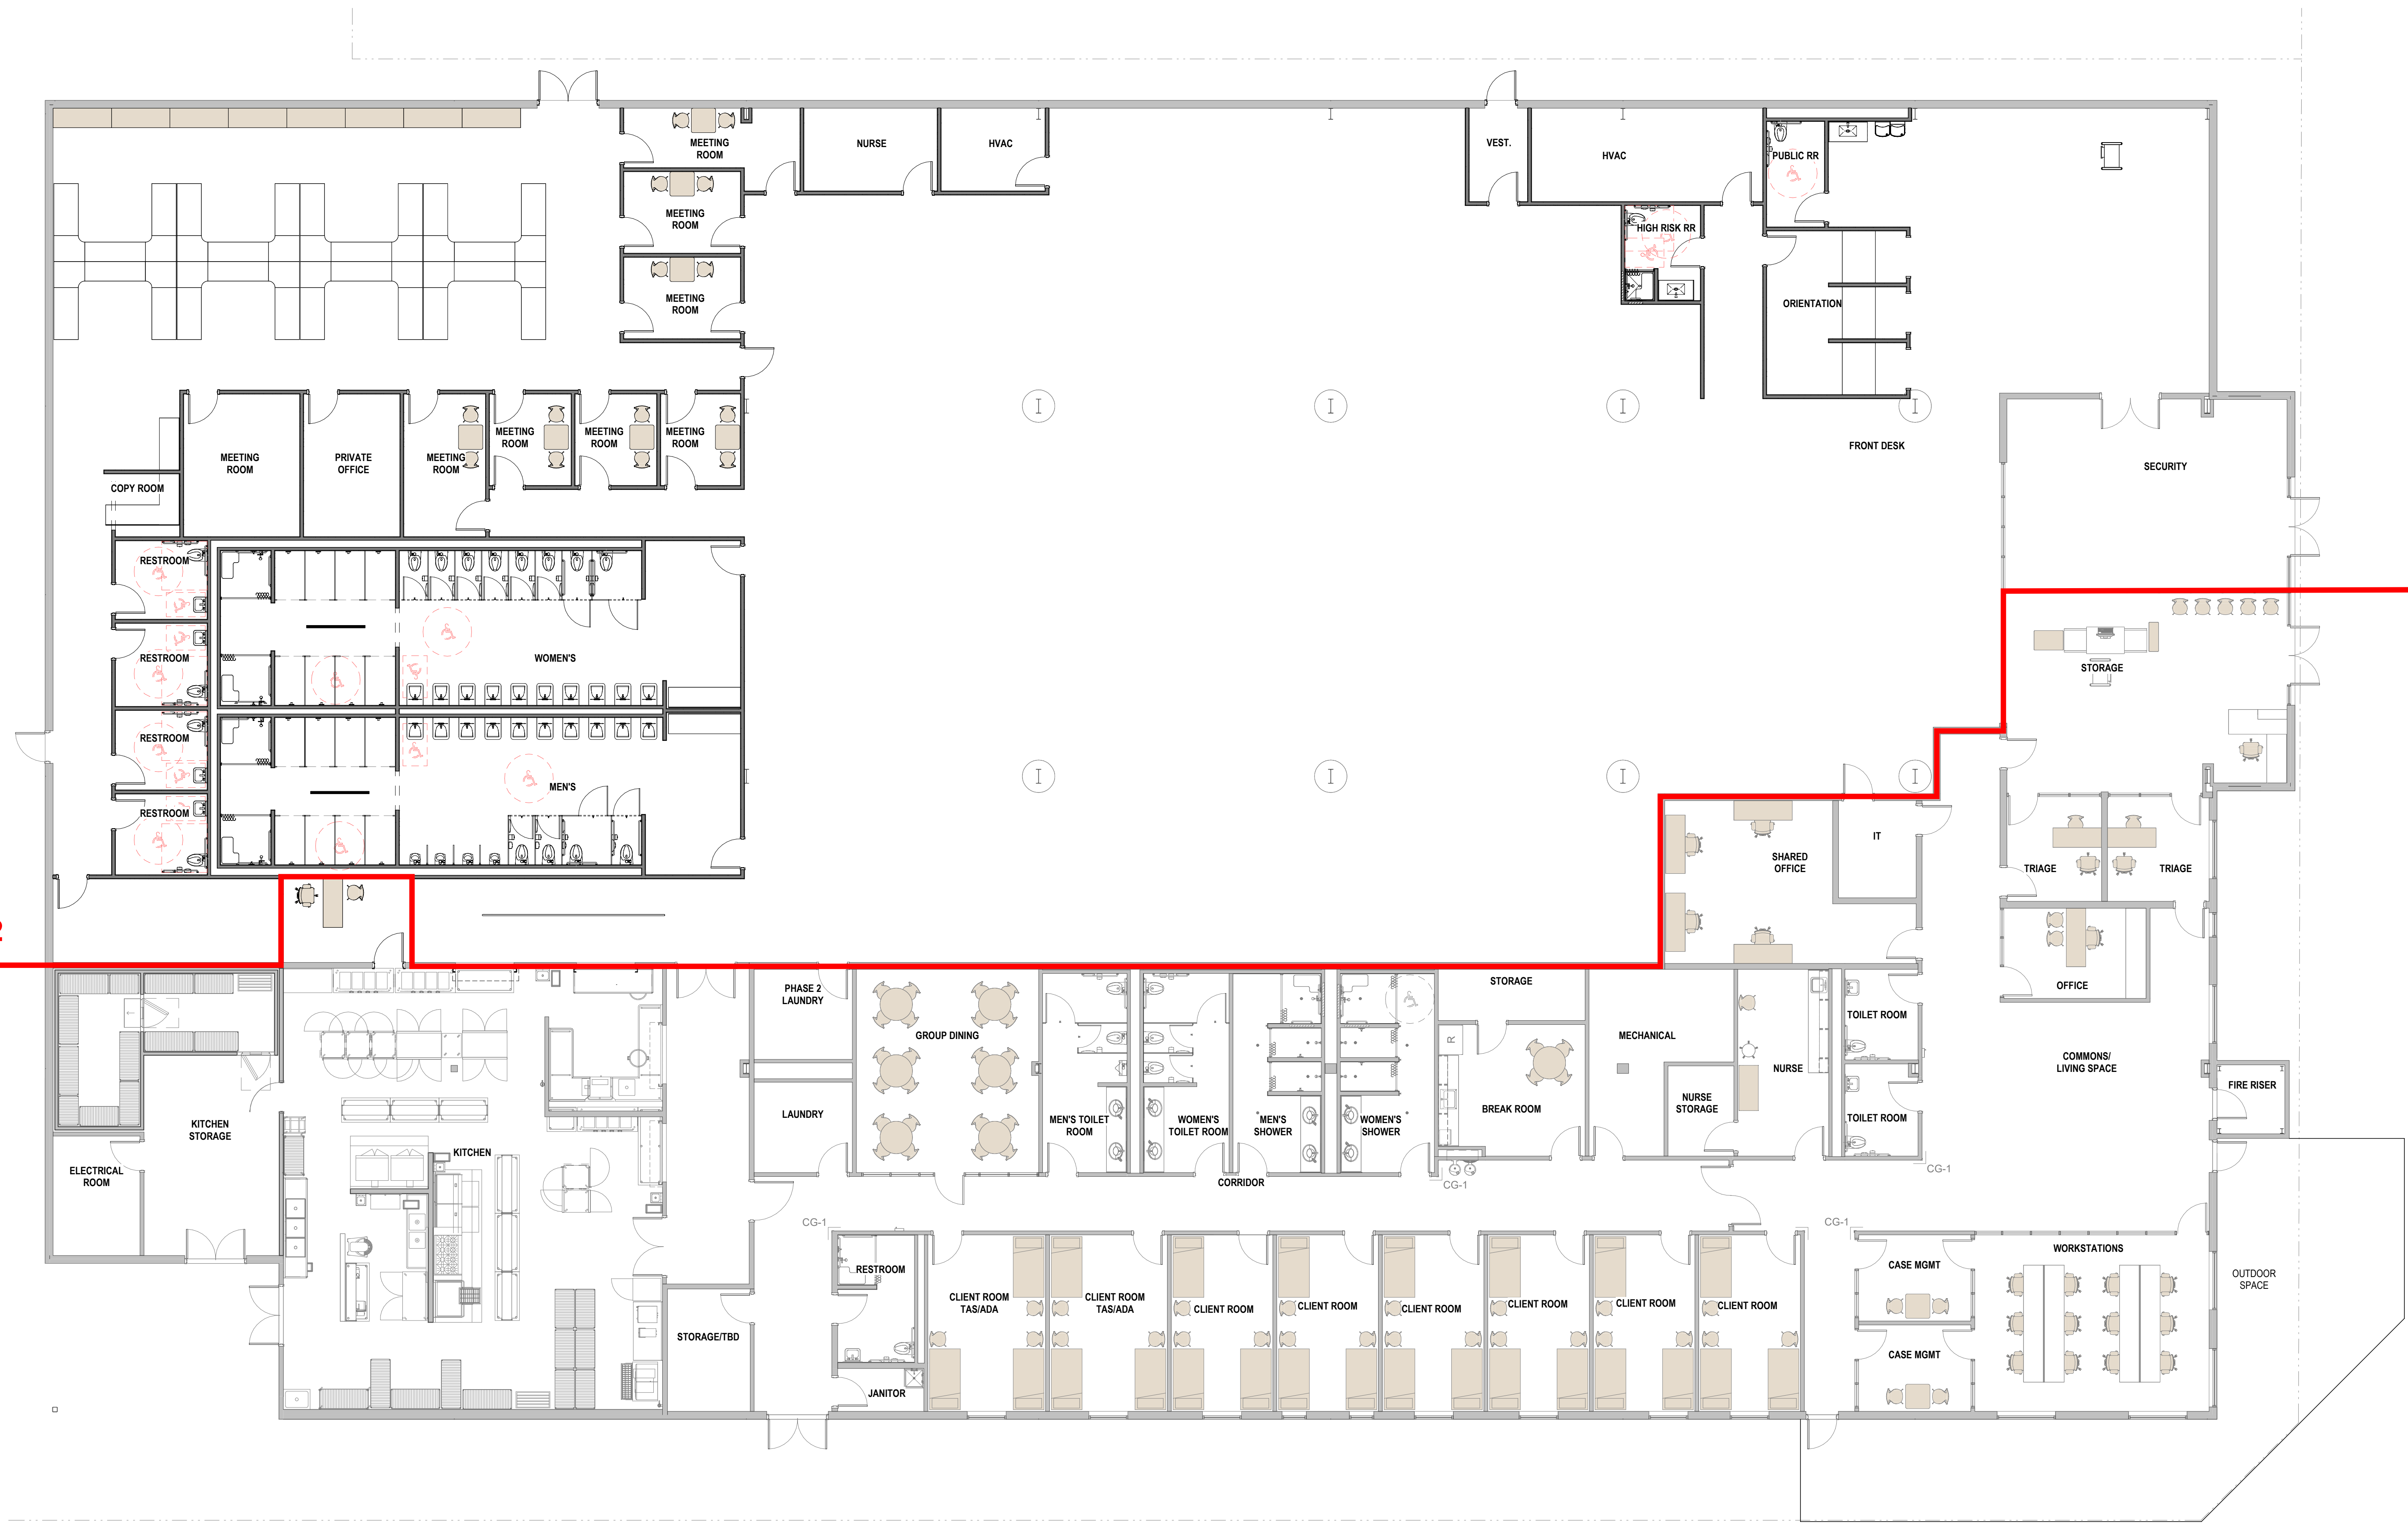 MEETING
ROOM
NURSE
HVAC
VEST.
HVAC
PUBLIC RR
MEETING
ROOM
HIGH RISK RR
MEETING
ROOM
ORIENTATION
MEETING
ROOM
PRIVATE
OFFICE
MEETING
ROOM
MEETING
ROOM
MEETING
ROOM
MEETING
ROOM
FRONT DESK
SECURITY
COPY ROOM
RESTROOM
RESTROOM
WOMEN'S
STORAGE
RESTROOM
MEN'S
RESTROOM
IT
SHARED
OFFICE
TRIAGE
TRIAGE
PHASE 2
LAUNDRY
STORAGE
OFFICE
GROUP DINING
MECHANICAL
TOILET ROOM
COMMONS/
LIVING SPACE
NURSE
R
FIRE RISER
NURSE
STORAGE
LAUNDRY
BREAK ROOM
KITCHEN
STORAGE
MEN'S TOILET
ROOM
WOMEN'S
TOILET ROOM
MEN'S
SHOWER
WOMEN'S
SHOWER
TOILET ROOM
KITCHEN
ELECTRICAL
ROOM
CORRIDOR
CG-1
CG-1
CG-1
CG-1
WORKSTATIONS
RESTROOM
CASE MGMT
OUTDOOR
SPACE
CLIENT ROOM
TAS/ADA
CLIENT ROOM
TAS/ADA
CLIENT ROOM
CLIENT ROOM
CLIENT ROOM
CLIENT ROOM
CLIENT ROOM
CLIENT ROOM
STORAGE/TBD
CASE MGMT
JANITOR